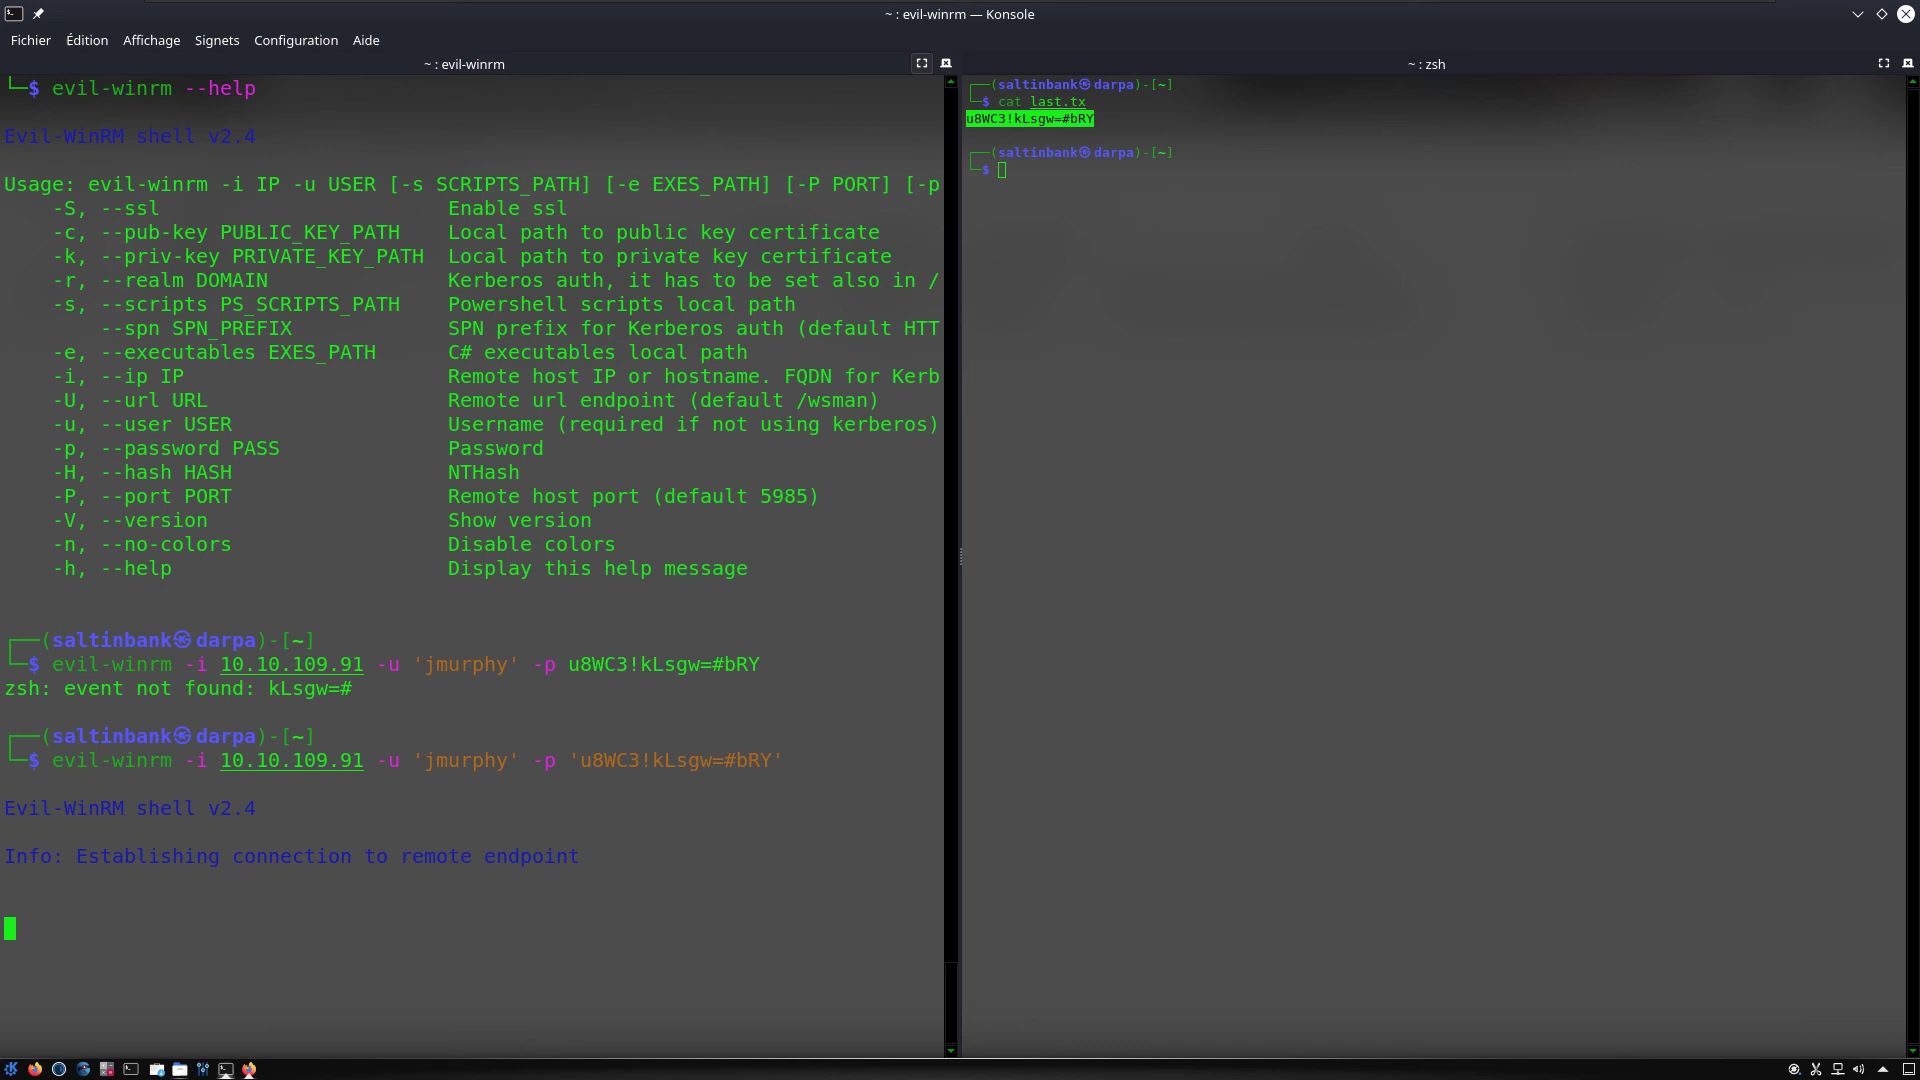 ~ : evil-winrm — Konsole
Fichier Édition Affichage Signets Configuration Aide
~ : evil-winrm
└─$ evil-winrm --help
Evil-WinRM shell v2.4
Usage: evil-winrm -i IP -u USER [-s SCRIPTS_PATH] [-e EXES_PATH] [-P PORT] [-p
-S, --ssl Enable ssl
-c, --pub-key PUBLIC_KEY_PATH Local path to public key certificate
-k, --priv-key PRIVATE_KEY_PATH Local path to private key certificate
-r, --realm DOMAIN Kerberos auth, it has to be set also in /
-s, --scripts PS_SCRIPTS_PATH Powershell scripts local path
--spn SPN_PREFIX SPN prefix for Kerberos auth (default HTT
-e, --executables EXES_PATH C# executables local path
-i, --ip IP Remote host IP or hostname. FQDN for Kerb
-U, --url URL Remote url endpoint (default /wsman)
-u, --user USER Username (required if not using kerberos)
-p, --password PASS Password
-H, --hash HASH NTHash
-P, --port PORT Remote host port (default 5985)
-V, --version Show version
-n, --no-colors Disable colors
-h, --help Display this help message
┌──(saltinbank㉿darpa)-[~]
└─$ evil-winrm -i 10.10.109.91 -u 'jmurphy' -p u8WC3!kLsgw=#bRY
zsh: event not found: kLsgw=#
┌──(saltinbank㉿darpa)-[~]
└─$ evil-winrm -i 10.10.109.91 -u 'jmurphy' -p 'u8WC3!kLsgw=#bRY'
Evil-WinRM shell v2.4
Info: Establishing connection to remote endpoint
~ : zsh
┌──(saltinbank㉿darpa)-[~]
└─$ cat last.tx
u8WC3!kLsgw=#bRY
┌──(saltinbank㉿darpa)-[~]
└─$